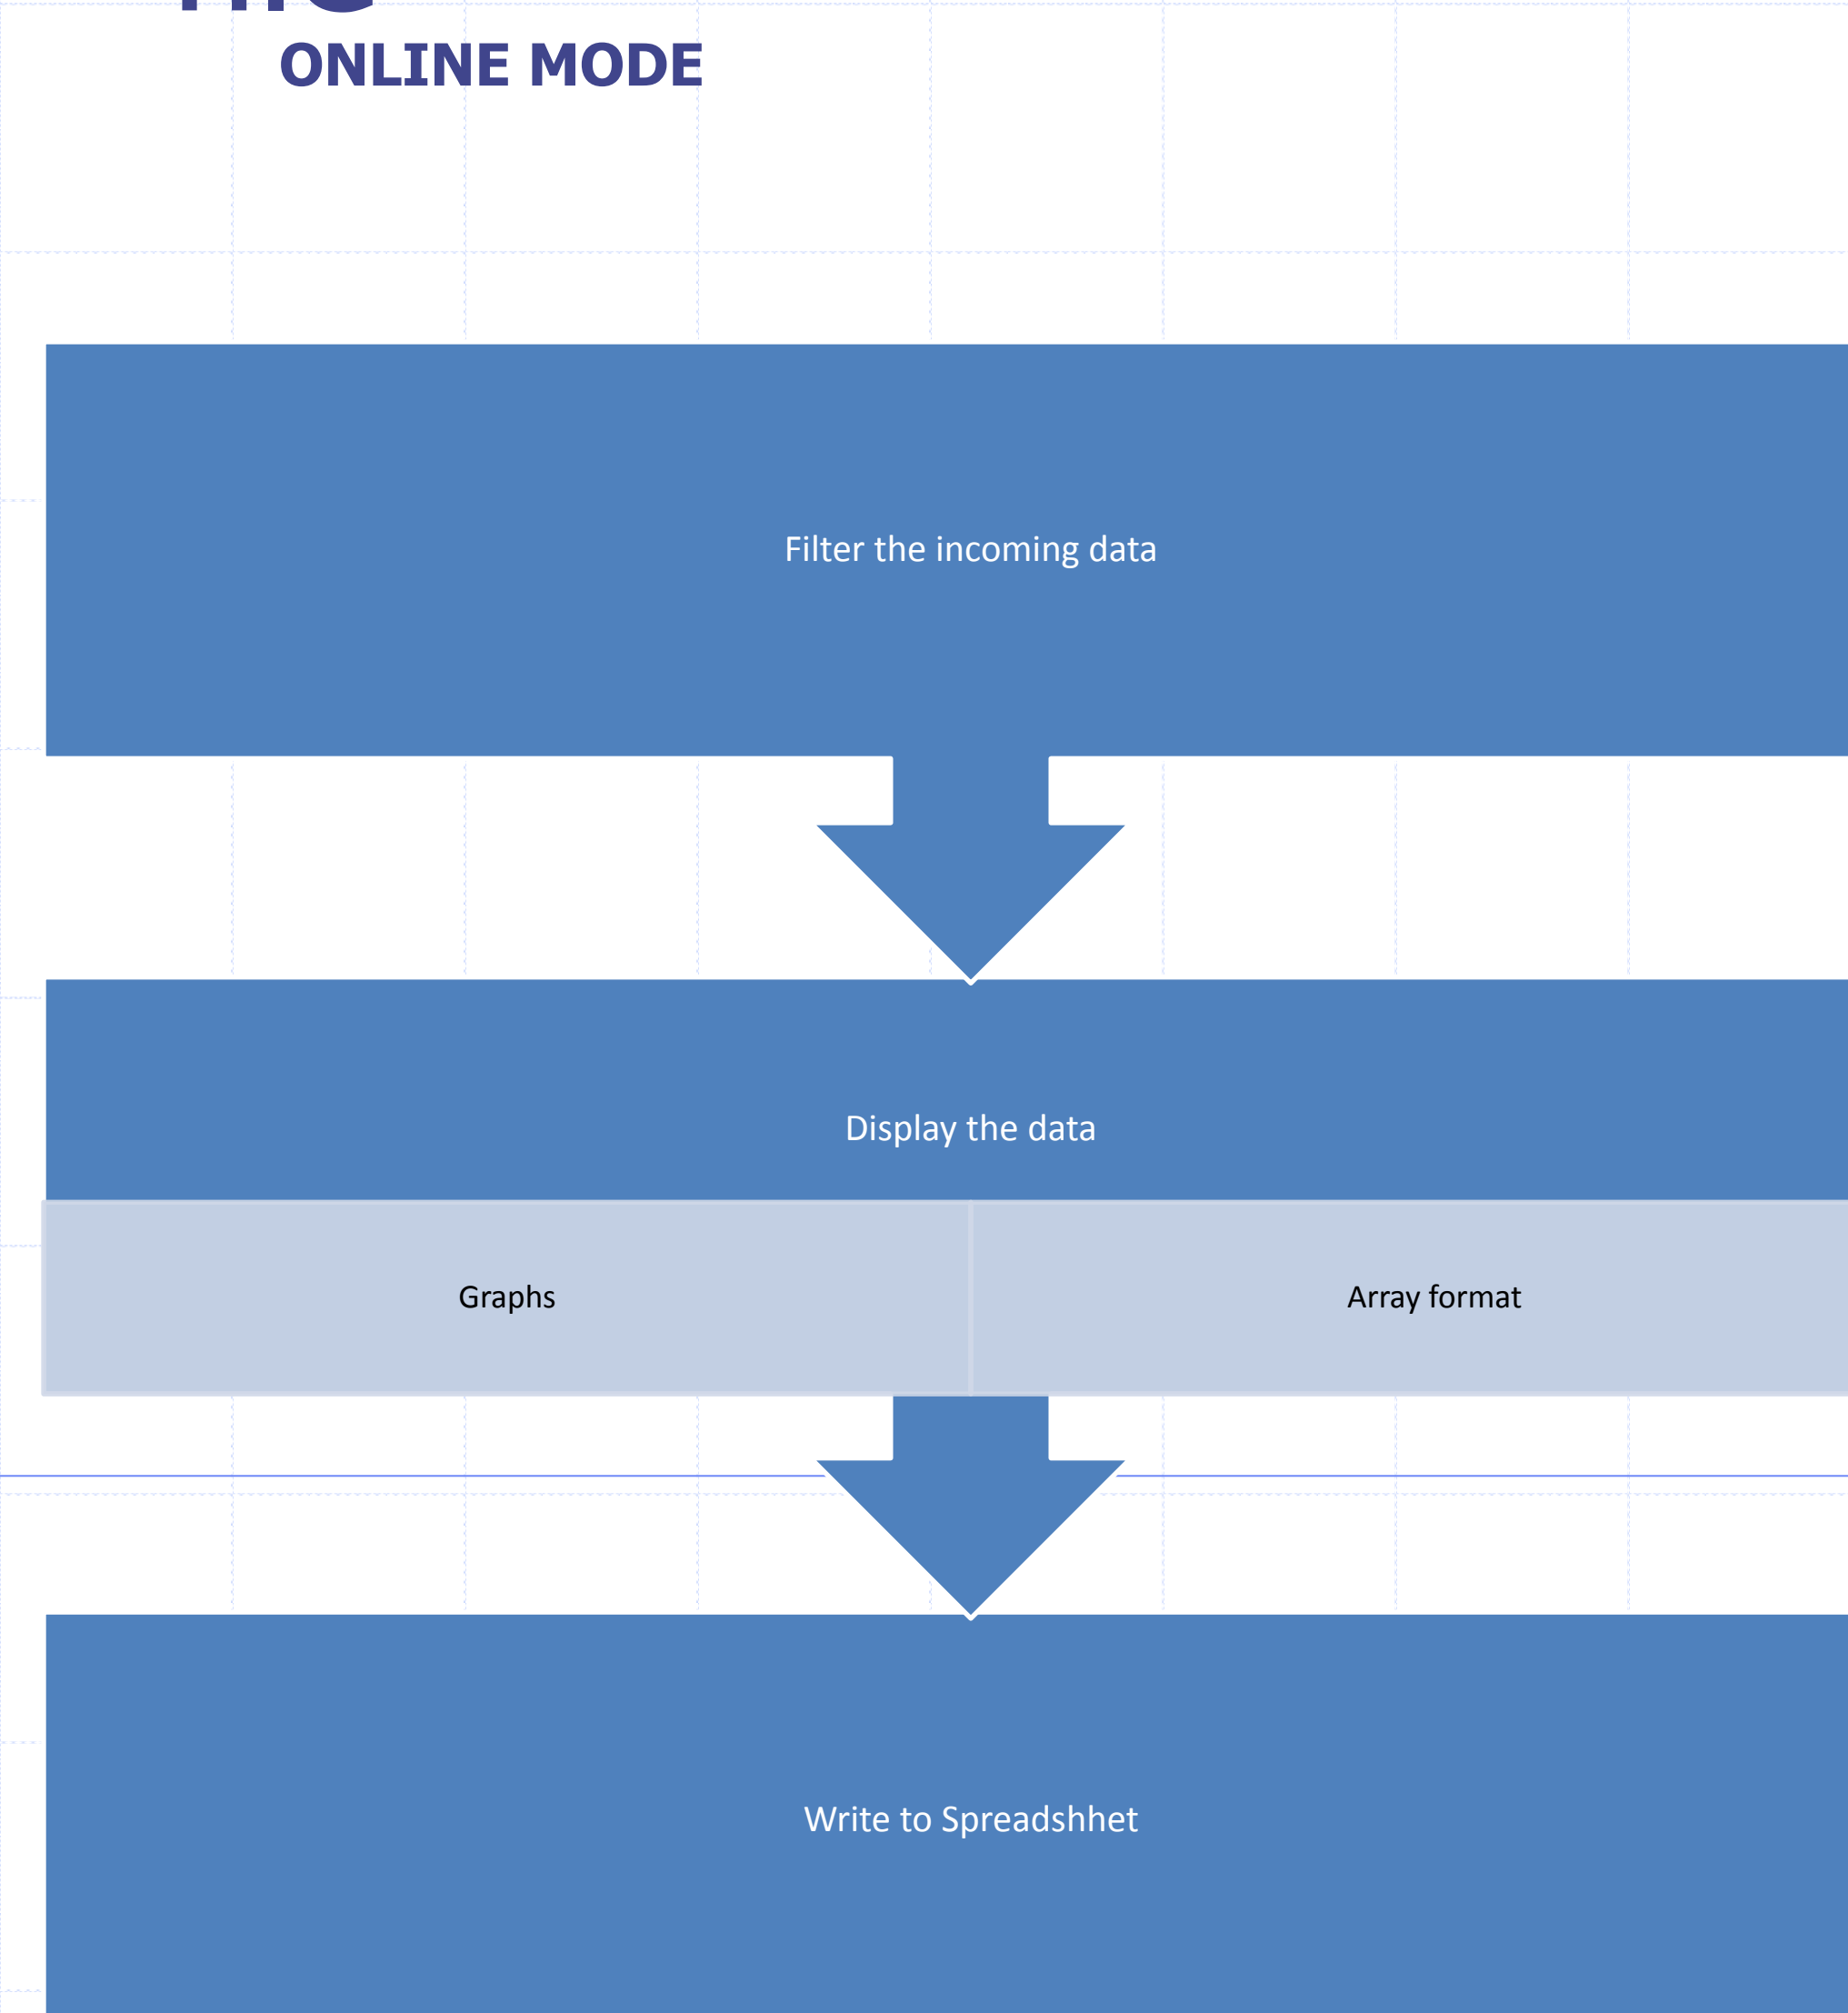 ONLINE MODE
Filter the incoming data
Display the data
Graphs
Array format
Write to Spreadshhet